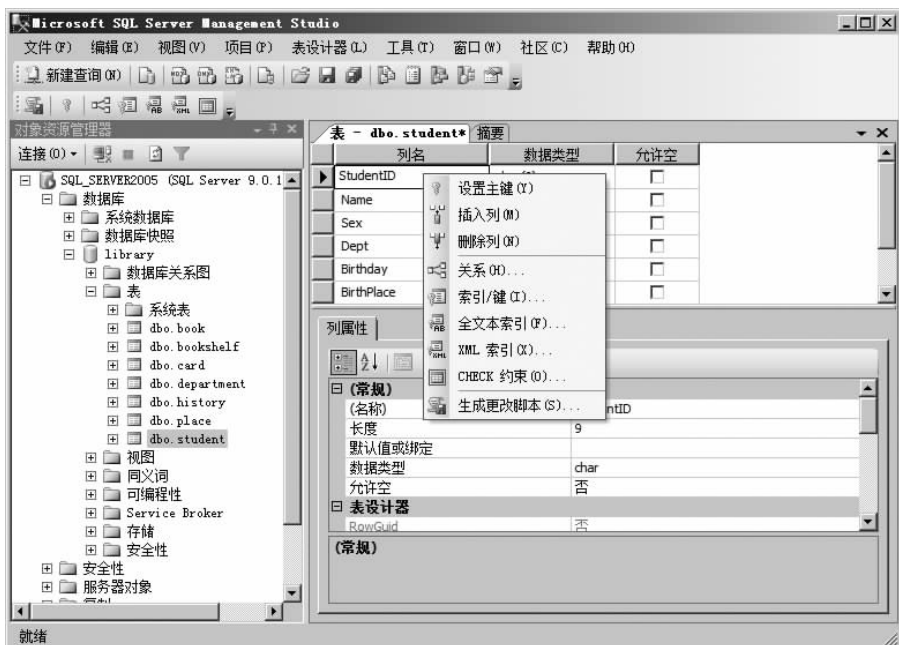 Microsoft SQL Server Management Studio
文件(F) 编辑(E) 视图(V) 项目(P) 表设计器(L) 工具(T) 窗口(W) 社区(C) 帮助(H)
新建查询(N)
对象资源管理器
连接(O)
SQL_SERVER2005 (SQL Server 9.0.1
数据库
系统数据库
数据库快照
library
数据库关系图
表
系统表
dbo.book
dbo.bookshelf
dbo.card
dbo.department
dbo.history
dbo.place
dbo.student
视图
同义词
可编程性
Service Broker
存储
安全性
安全性
服务器对象
表 - dbo.student* 摘要
列名 数据类型 允许空
StudentID
Name
Sex
Dept
Birthday
BirthPlace
设置主键(Y)
插入列(M)
删除列(N)
关系(H)...
索引/键(I)...
全文本索引(F)...
XML 索引(X)...
CHECK 约束(O)...
生成更改脚本(S)...
列属性
(常规)
(名称) ntID
长度 9
默认值或绑定
数据类型 char
允许空 否
表设计器
RowGuid 否
(常规)
就绪